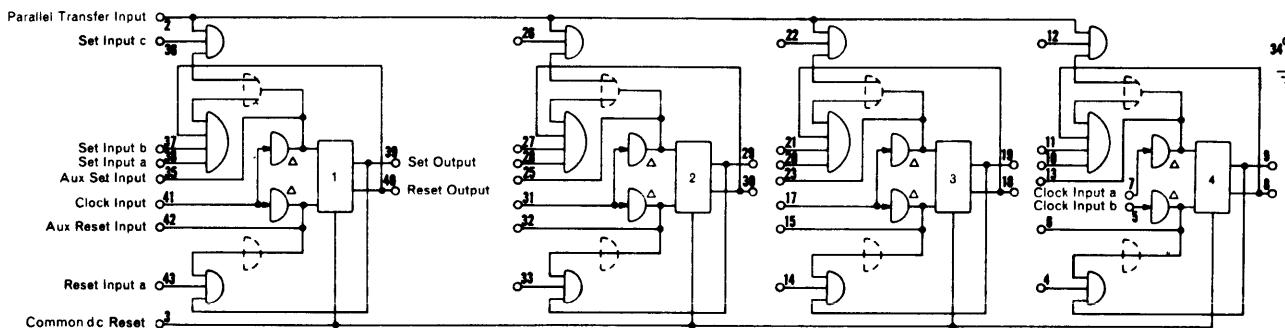 Parallel Transfer Input 2
Set Input c 36
26
22
12
34
Set Input b 37
Set Input a
Aux Set Input 35
Clock Input 41
Aux Reset Input 42
Reset Input a 43
Common dc Reset 3
1
39 Set Output
40 Reset Output
27
28
25
31
32
33
2
29
30
21
20
23
17
15
14
3
19
18
11
10
13
Clock Input a 7
Clock Input b 5
6
4
4
9
8